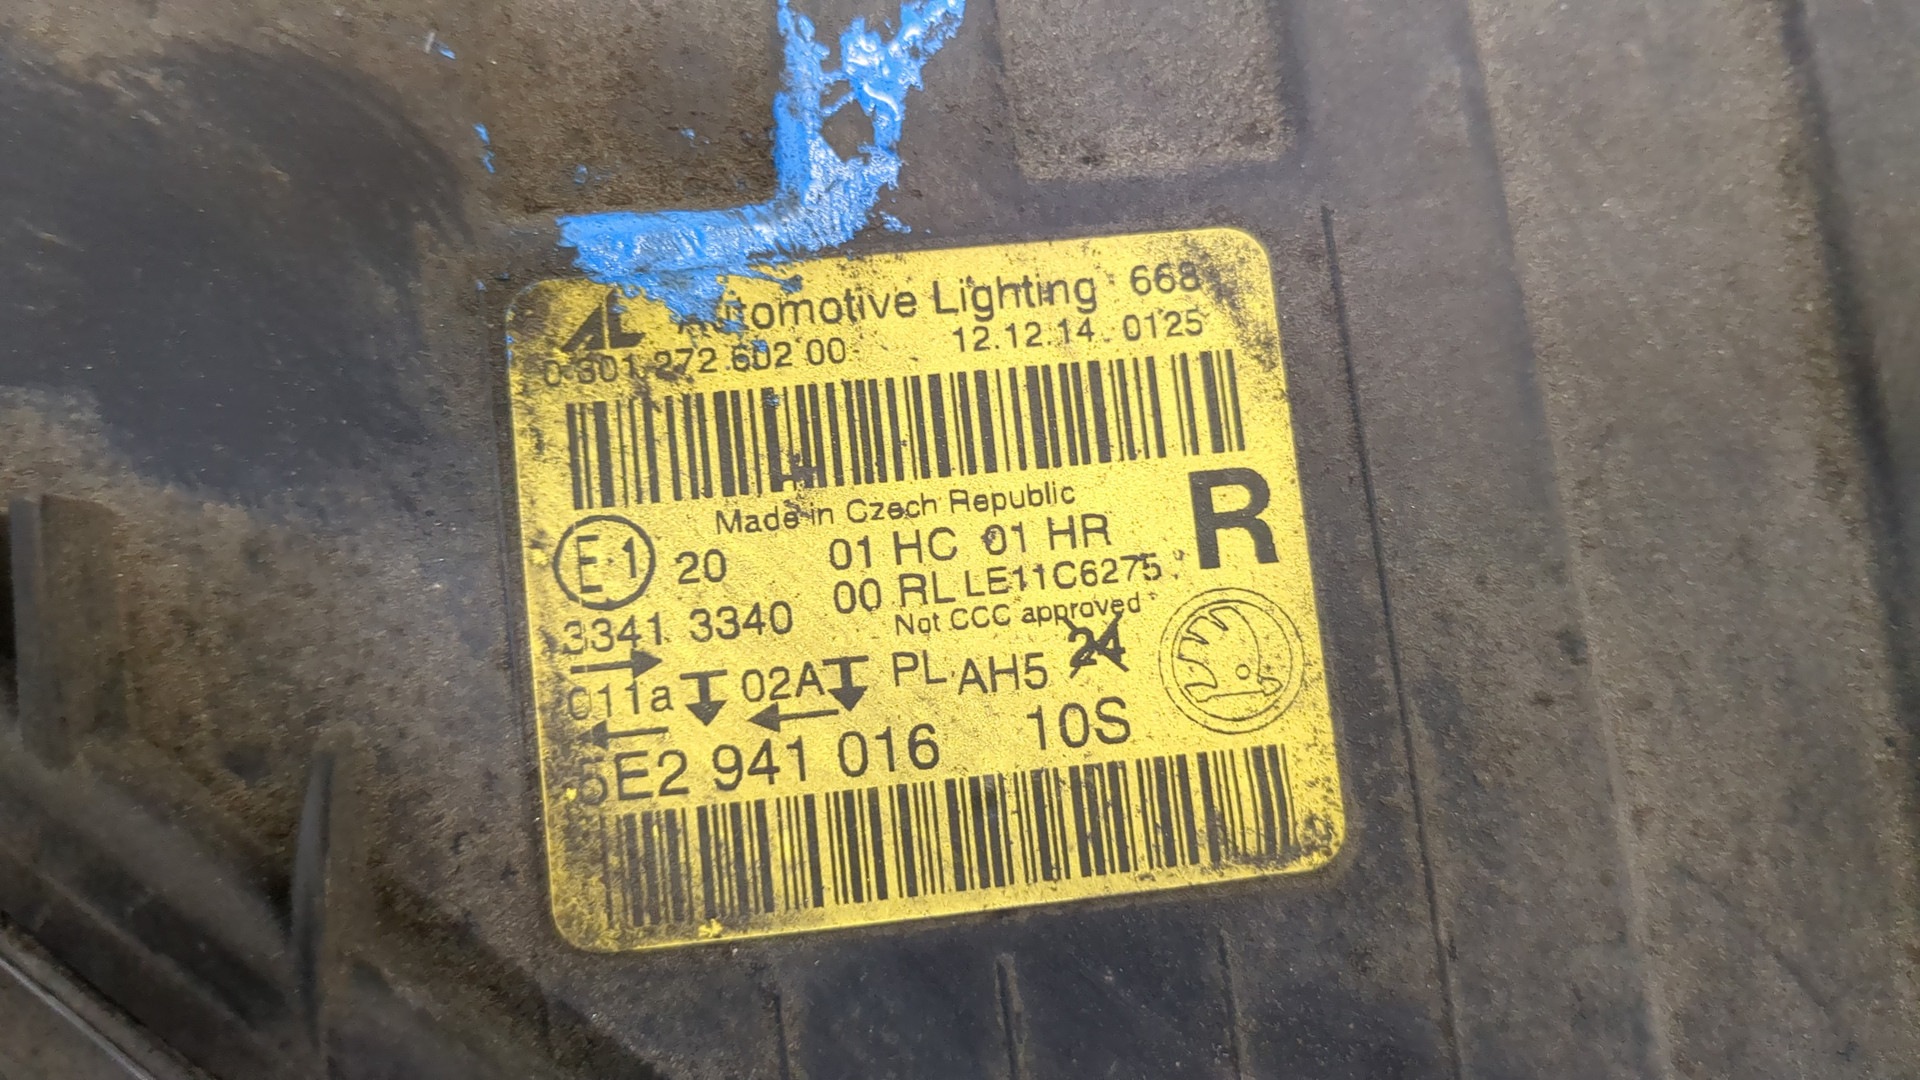 AL Automotive Lighting 668
0 301 272 602 00 12.12.14 0125
Made in Czech Republic
R
E1 20 01 HC 01 HR
00 RL LE11C6275
3341 3340 Not CCC approved
011a 02A PL AH5 24
5E2 941 016 10S